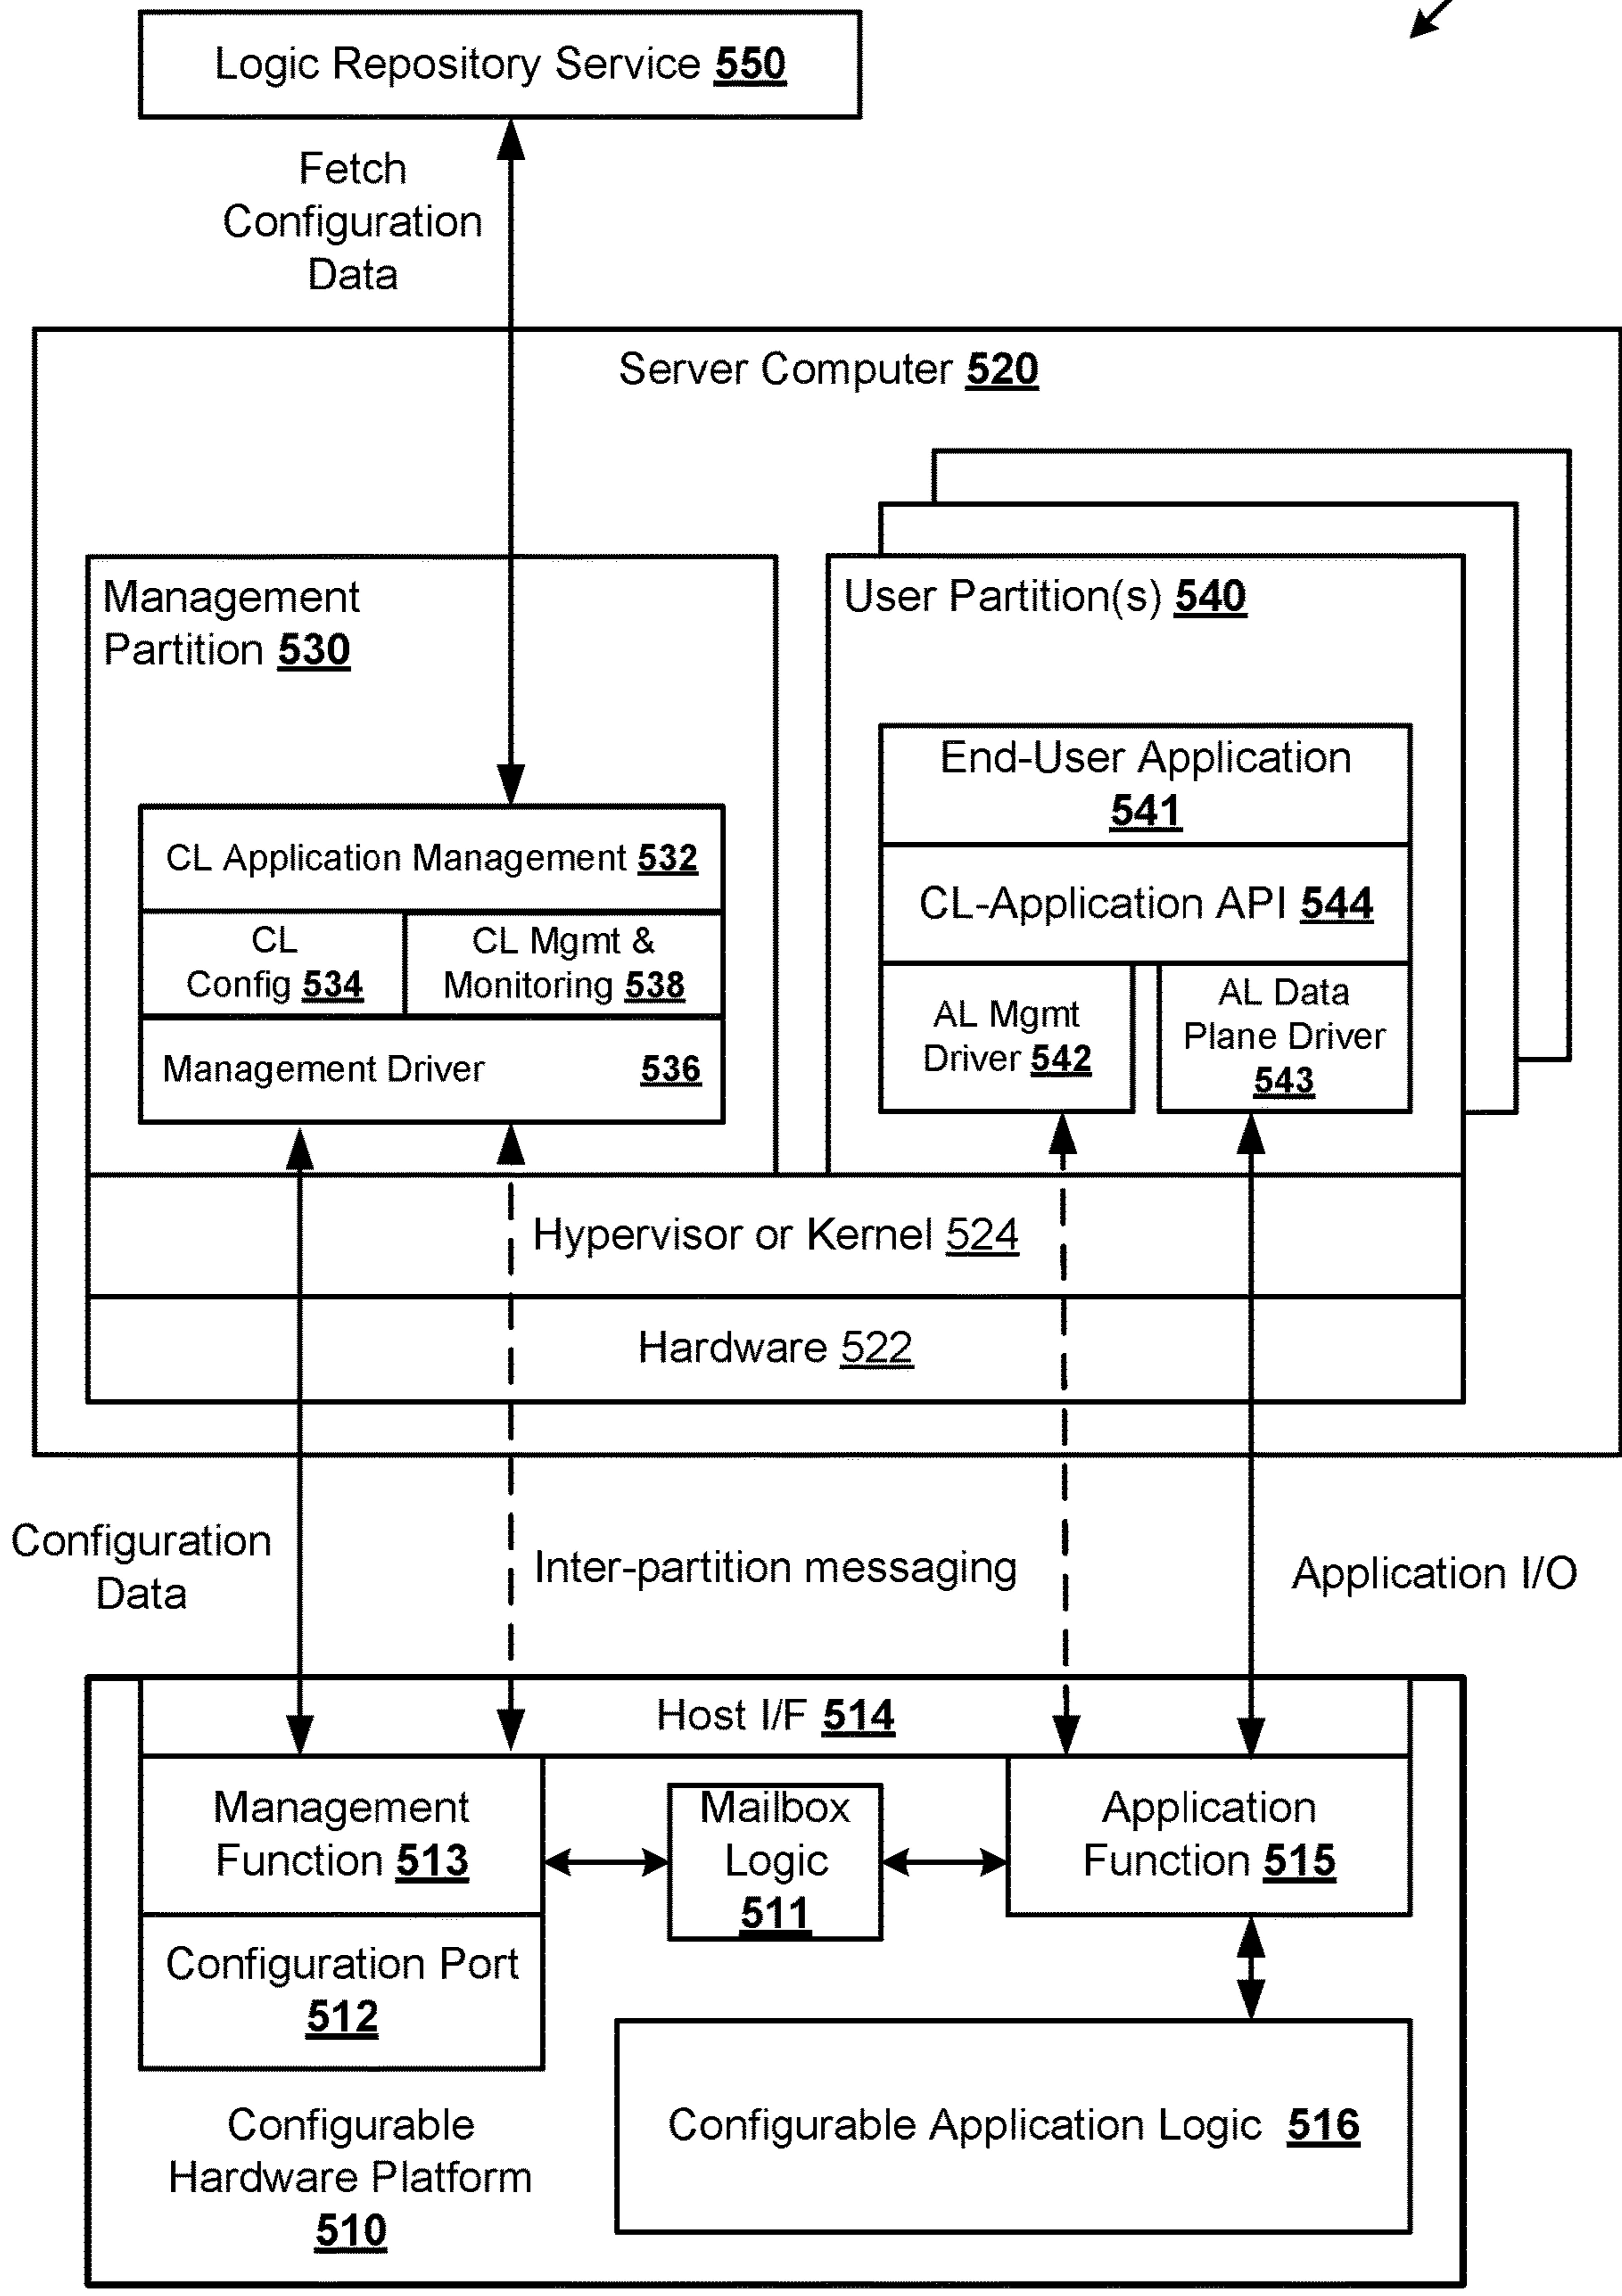 Logic Repository Service 550
Fetch
Configuration
Data
Server Computer 520
Management
Partition 530
User Partition(s) 540
CL Application Management 532
CL
Config 534
CL Mgmt &
Monitoring 538
Management Driver 536
End-User Application
541
CL-Application API 544
AL Mgmt
Driver 542
AL Data
Plane Driver
543
Hypervisor or Kernel 524
Hardware 522
Configuration
Data
Inter-partition messaging
Application I/O
Host I/F 514
Management
Function 513
Mailbox
Logic
511
Application
Function 515
Configuration Port
512
Configurable Application Logic 516
Configurable
Hardware Platform
510